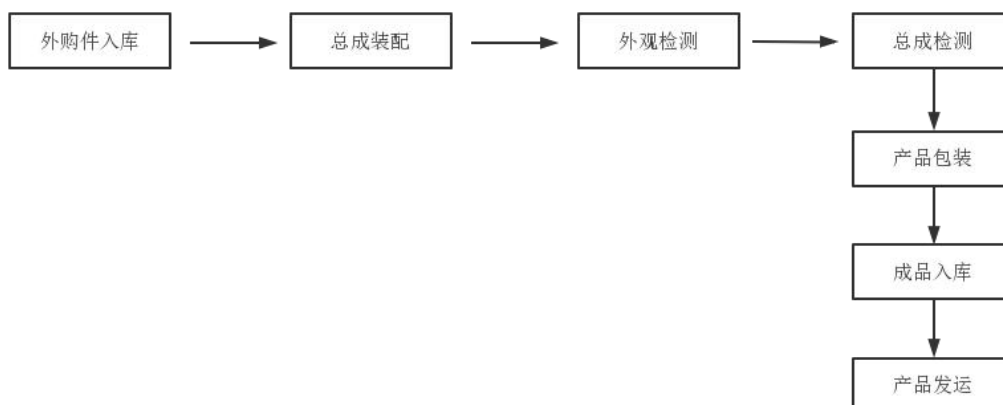 外购件入库
总成装配
外观检测
总成检测
产品包装
成品入库
产品发运